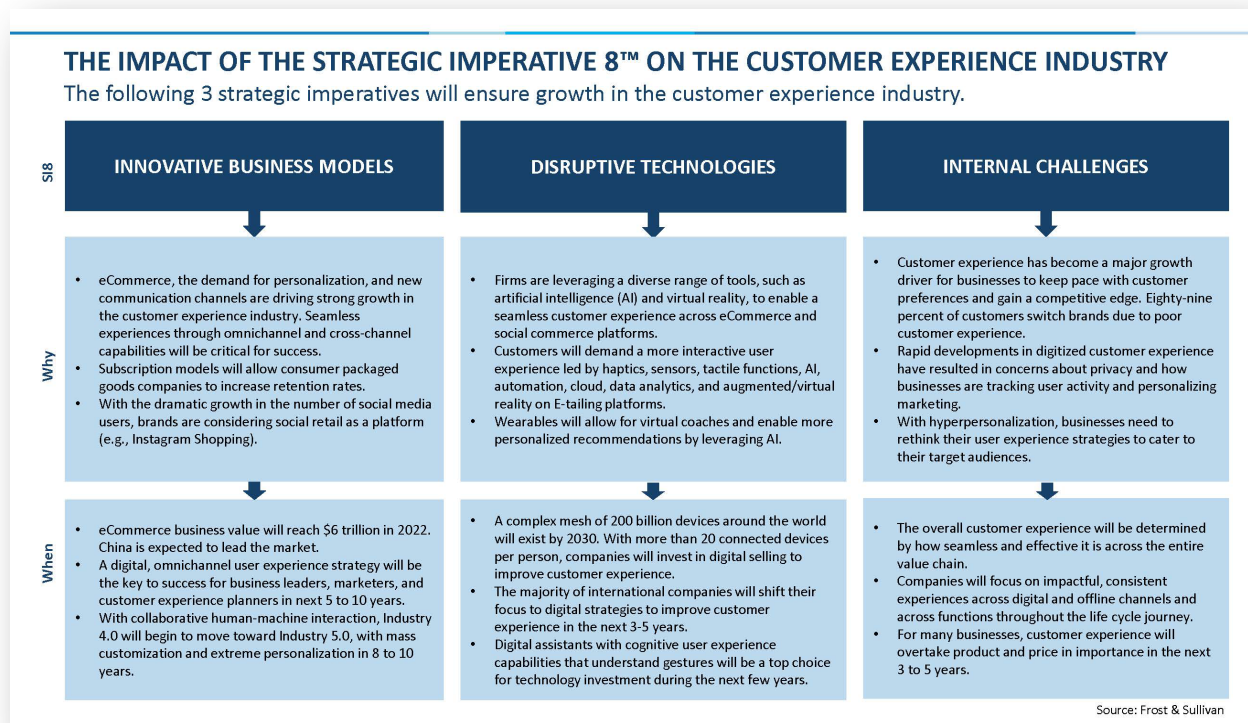 THE IMPACT OF THE STRATEGIC IMPERATIVE 8™ ON THE CUSTOMER EXPERIENCE INDUSTRY
The following 3 strategic imperatives will ensure growth in the customer experience industry.
SI8
INNOVATIVE BUSINESS MODELS
DISRUPTIVE TECHNOLOGIES
INTERNAL CHALLENGES
Why
• eCommerce, the demand for personalization, and new
communication channels are driving strong growth in
the customer experience industry. Seamless
experiences through omnichannel and cross-channel
capabilities will be critical for success.
• Subscription models will allow consumer packaged
goods companies to increase retention rates.
• With the dramatic growth in the number of social media
users, brands are considering social retail as a platform
(e.g., Instagram Shopping).
• Firms are leveraging a diverse range of tools, such as
artificial intelligence (AI) and virtual reality, to enable a
seamless customer experience across eCommerce and
social commerce platforms.
• Customers will demand a more interactive user
experience led by haptics, sensors, tactile functions, AI,
automation, cloud, data analytics, and augmented/virtual
reality on E-tailing platforms.
• Wearables will allow for virtual coaches and enable more
personalized recommendations by leveraging AI.
• Customer experience has become a major growth
driver for businesses to keep pace with customer
preferences and gain a competitive edge. Eighty-nine
percent of customers switch brands due to poor
customer experience.
• Rapid developments in digitized customer experience
have resulted in concerns about privacy and how
businesses are tracking user activity and personalizing
marketing.
• With hyperpersonalization, businesses need to
rethink their user experience strategies to cater to
their target audiences.
When
• eCommerce business value will reach $6 trillion in 2022.
China is expected to lead the market.
• A digital, omnichannel user experience strategy will be
the key to success for business leaders, marketers, and
customer experience planners in next 5 to 10 years.
• With collaborative human-machine interaction, Industry
4.0 will begin to move toward Industry 5.0, with mass
customization and extreme personalization in 8 to 10
years.
• A complex mesh of 200 billion devices around the world
will exist by 2030. With more than 20 connected devices
per person, companies will invest in digital selling to
improve customer experience.
• The majority of international companies will shift their
focus to digital strategies to improve customer
experience in the next 3-5 years.
• Digital assistants with cognitive user experience
capabilities that understand gestures will be a top choice
for technology investment during the next few years.
• The overall customer experience will be determined
by how seamless and effective it is across the entire
value chain.
• Companies will focus on impactful, consistent
experiences across digital and offline channels and
across functions throughout the life cycle journey.
• For many businesses, customer experience will
overtake product and price in importance in the next
3 to 5 years.
Source: Frost & Sullivan